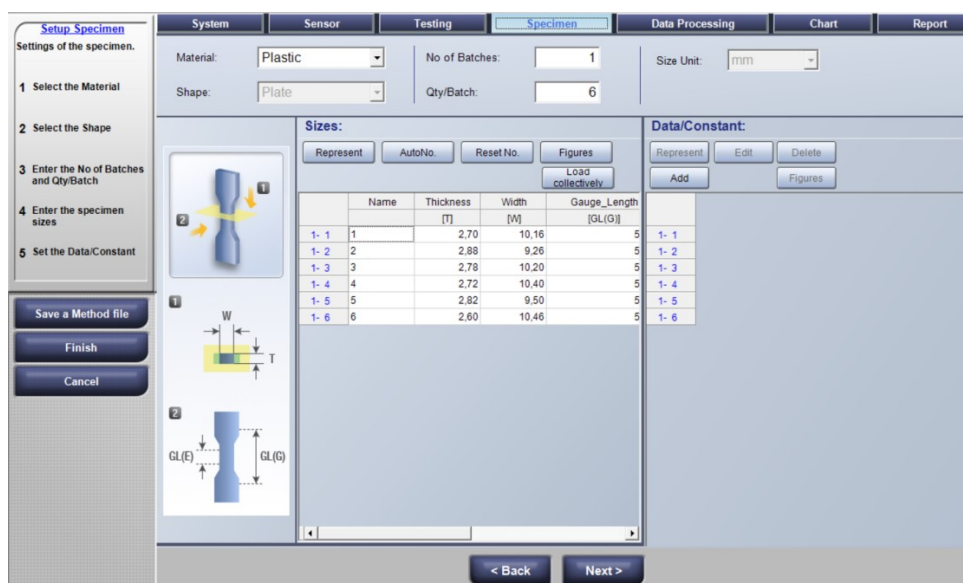 System Sensor Testing Specimen Data Processing Chart Report
Setup Specimen
Settings of the specimen.
1 Select the Material
2 Select the Shape
3 Enter the No of Batches
and Qty/Batch
4 Enter the specimen
sizes
5 Set the Data/Constant
Save a Method file
Finish
Cancel
Material: Plastic No of Batches: 1 Size Unit: mm
Shape: Plate Qty/Batch: 6
1
2
1
W
T
2
GL(E) GL(G)
Sizes:
Represent AutoNo. Reset No. Figures
Load
collectively
Name Thickness Width Gauge_Length
[T] [W] [GL(G)]
1- 1 1 2,70 10,16 5
1- 2 2 2,88 9,26 5
1- 3 3 2,78 10,20 5
1- 4 4 2,72 10,40 5
1- 5 5 2,82 9,50 5
1- 6 6 2,60 10,46 5
Data/Constant:
Represent Edit Delete
Add Figures
1- 1
1- 2
1- 3
1- 4
1- 5
1- 6
< Back Next >